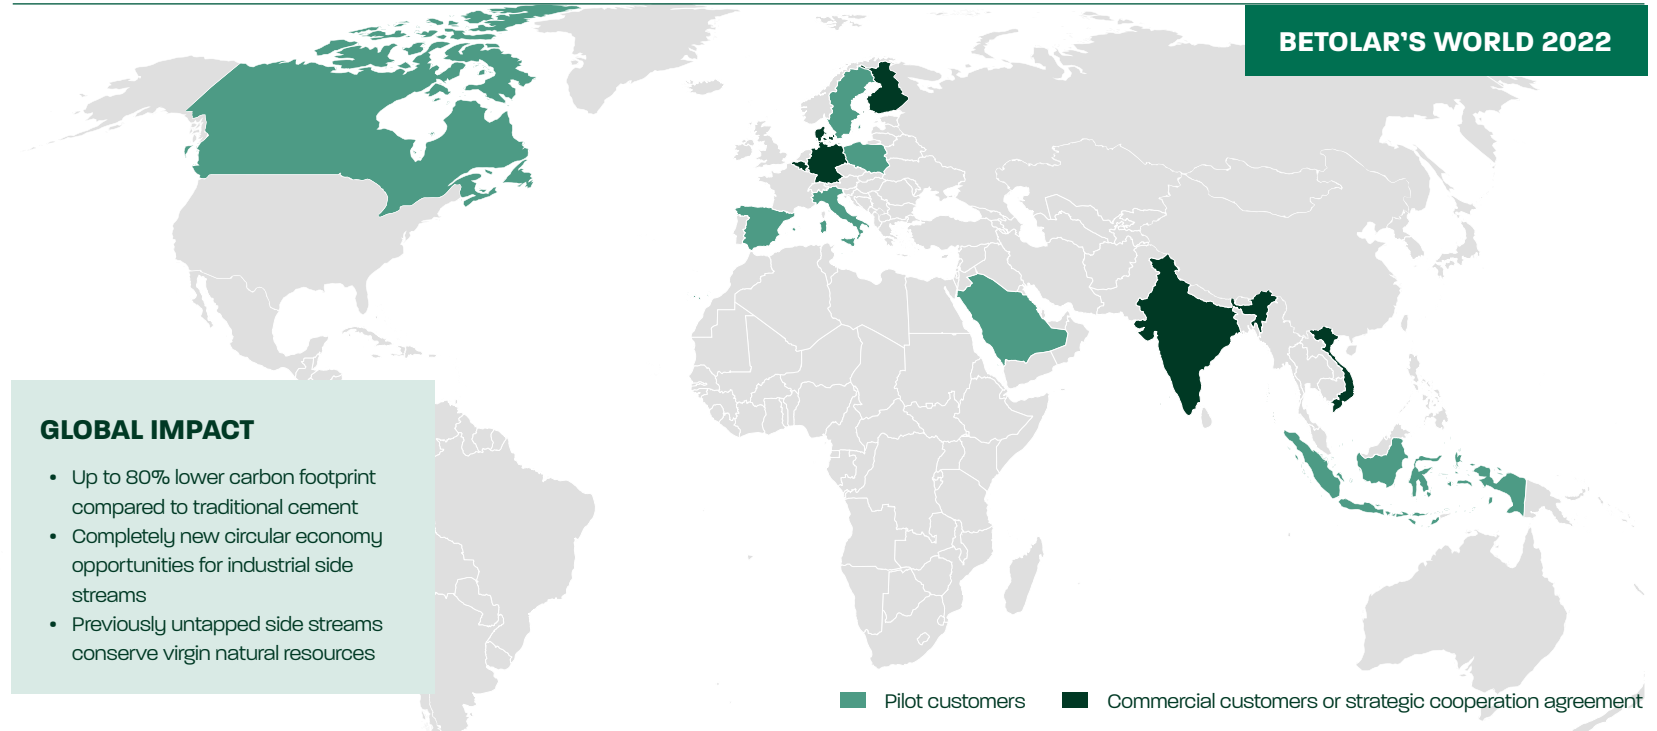 BETOLAR'S WORLD 2022
GLOBAL IMPACT
• Up to 80% lower carbon footprint
compared to traditional cement
• Completely new circular economy
opportunities for industrial side
streams
• Previously untapped side streams
conserve virgin natural resources
Pilot customers
Commercial customers or strategic cooperation agreement